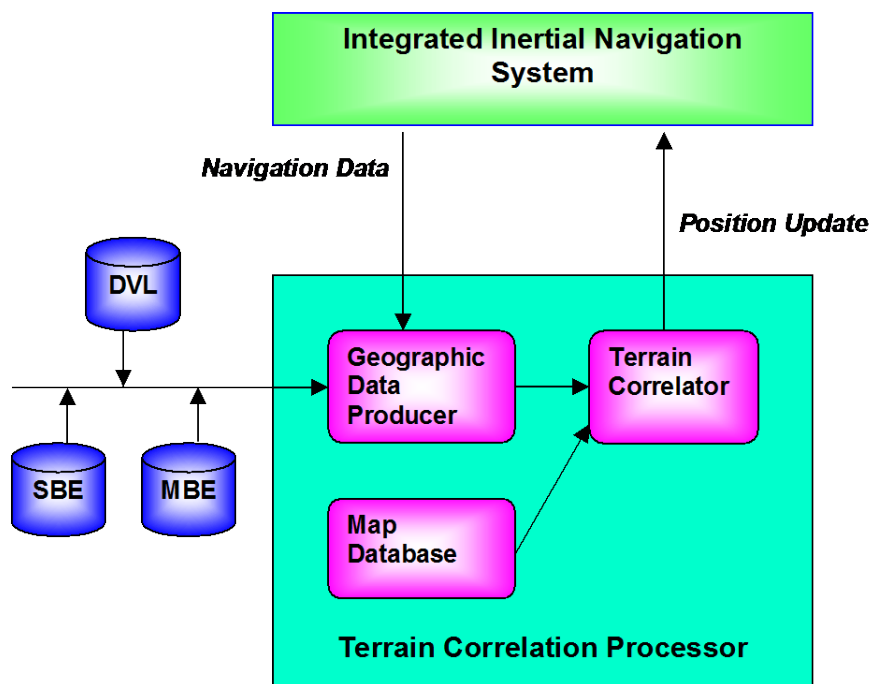 Integrated Inertial Navigation
System
Navigation Data
Position Update
DVL
Geographic
Data
Producer
Terrain
Correlator
SBE
MBE
Map
Database
Terrain Correlation Processor